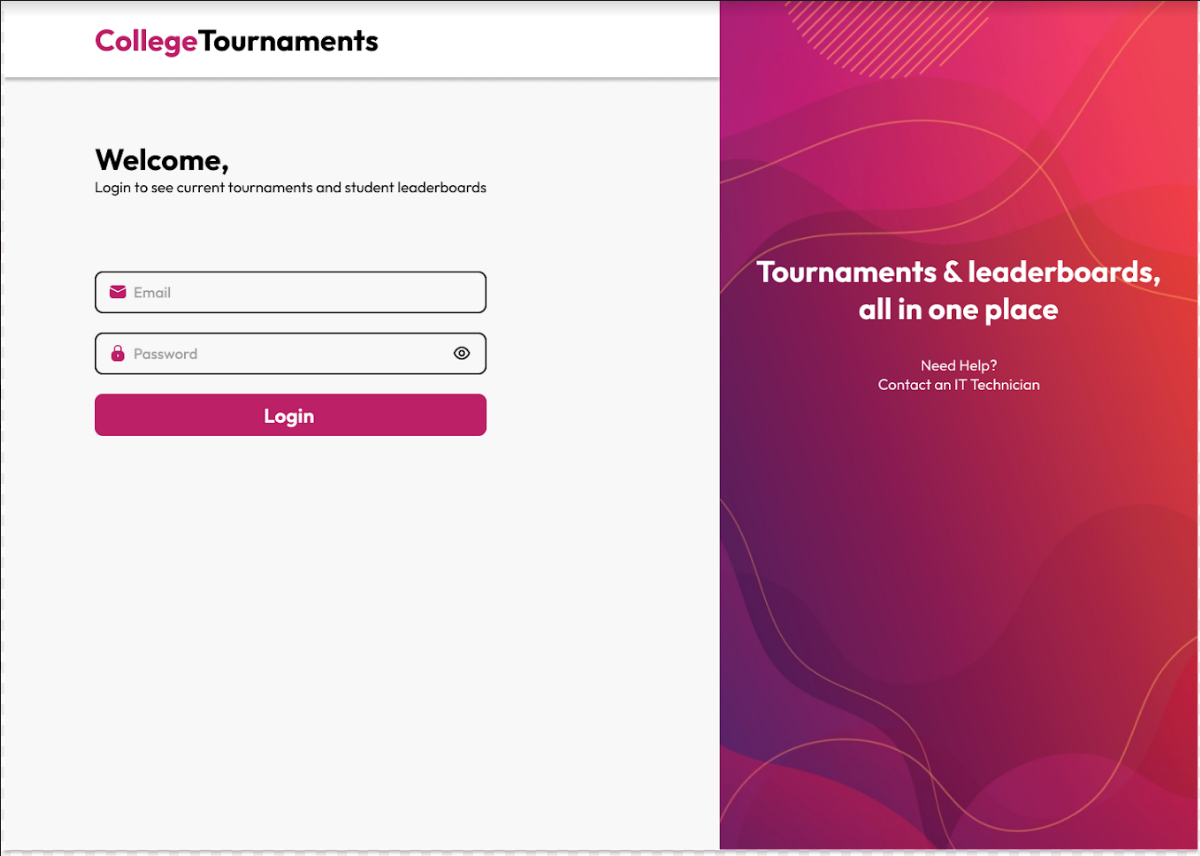 CollegeTournaments
Welcome,
Login to see current tournaments and student leaderboards
Email
Password
Login
Tournaments & leaderboards,
all in one place
Need Help?
Contact an IT Technician